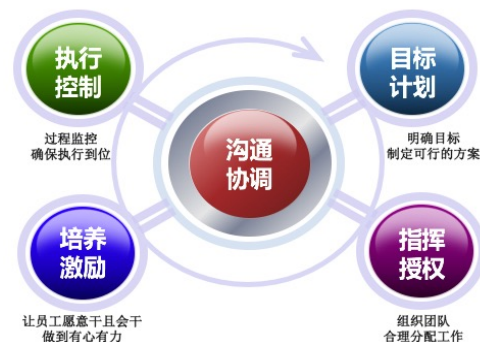 执行
控制
过程监控
确保执行到位
目标
计划
明确目标
制定可行的方案
沟通
协调
培养
激励
让员工愿意干且会干
做到有心有力
指挥
授权
组织团队
合理分配工作